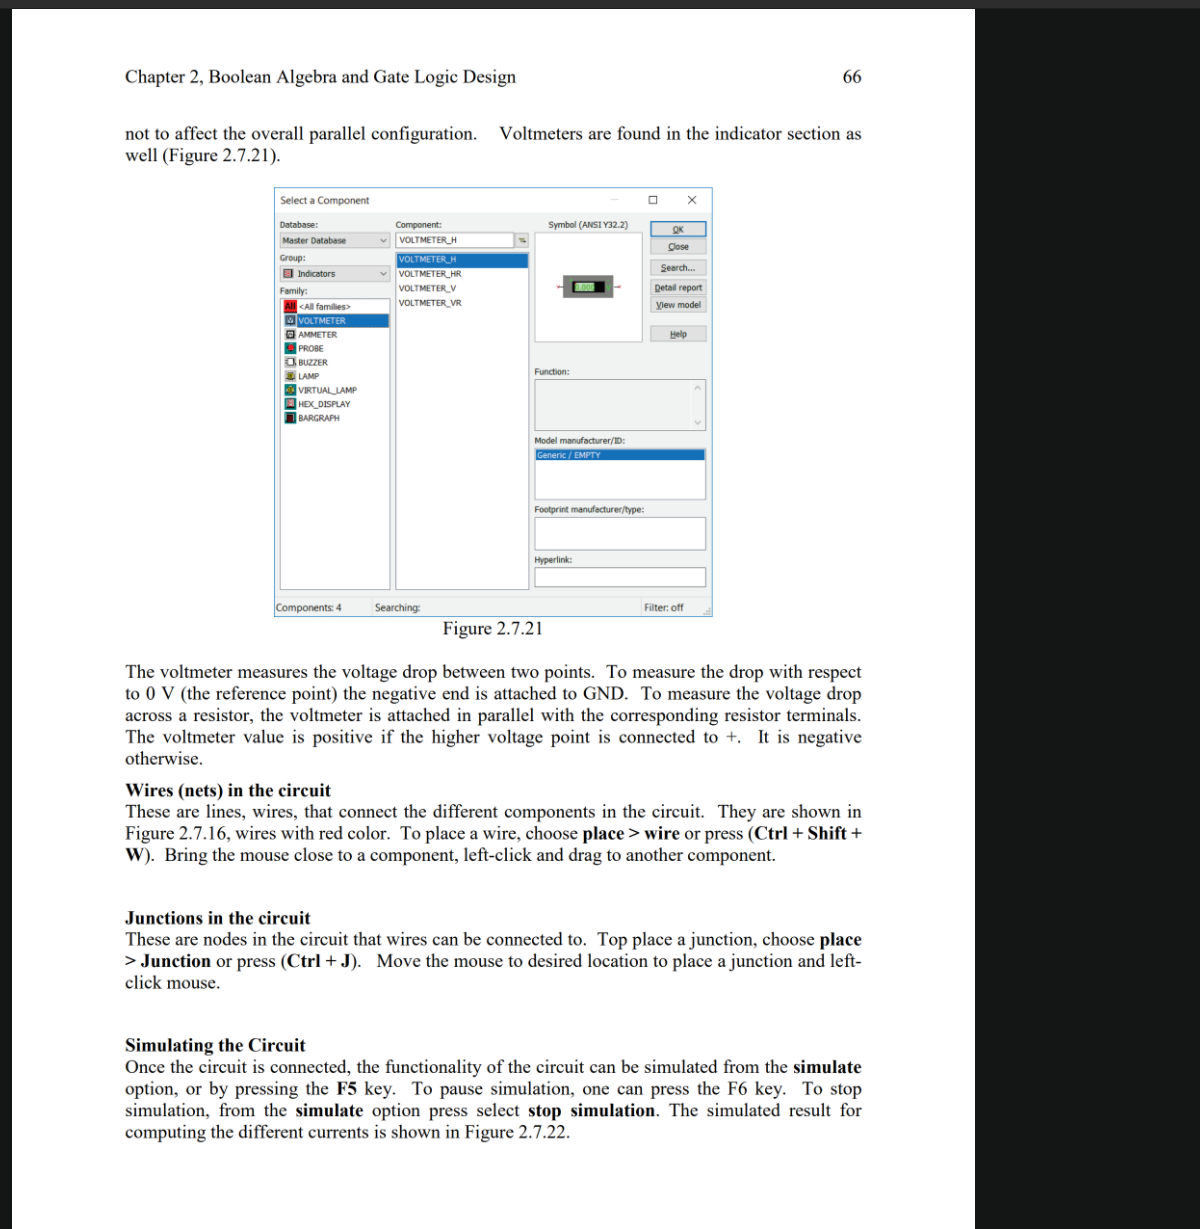 Chapter 2, Boolean Algebra and Gate Logic Design 66
not to affect the overall parallel configuration. Voltmeters are found in the indicator section as
well (Figure 2.7.21).
Select a Component
Database:
Master Database
Group:
Indicators
Family:
All <All families>
VOLTMETER
AMMETER
PROBE
BUZZER
LAMP
VIRTUAL_LAMP
HEX_DISPLAY
BARGRAPH
Component:
VOLTMETER_H
VOLTMETER_H
VOLTMETER_HR
VOLTMETER_V
VOLTMETER_VR
Symbol (ANSI Y32.2)
OK
Close
Search...
Detail report
View model
Help
Function:
Model manufacturer/ID:
Generic / EMPTY
Footprint manufacturer/type:
Hyperlink:
Components: 4 Searching: Filter: off
Figure 2.7.21
The voltmeter measures the voltage drop between two points. To measure the drop with respect
to 0 V (the reference point) the negative end is attached to GND. To measure the voltage drop
across a resistor, the voltmeter is attached in parallel with the corresponding resistor terminals.
The voltmeter value is positive if the higher voltage point is connected to +. It is negative
otherwise.
Wires (nets) in the circuit
These are lines, wires, that connect the different components in the circuit. They are shown in
Figure 2.7.16, wires with red color. To place a wire, choose place > wire or press (Ctrl + Shift +
W). Bring the mouse close to a component, left-click and drag to another component.
Junctions in the circuit
These are nodes in the circuit that wires can be connected to. Top place a junction, choose place
> Junction or press (Ctrl + J). Move the mouse to desired location to place a junction and left-
click mouse.
Simulating the Circuit
Once the circuit is connected, the functionality of the circuit can be simulated from the simulate
option, or by pressing the F5 key. To pause simulation, one can press the F6 key. To stop
simulation, from the simulate option press select stop simulation. The simulated result for
computing the different currents is shown in Figure 2.7.22.